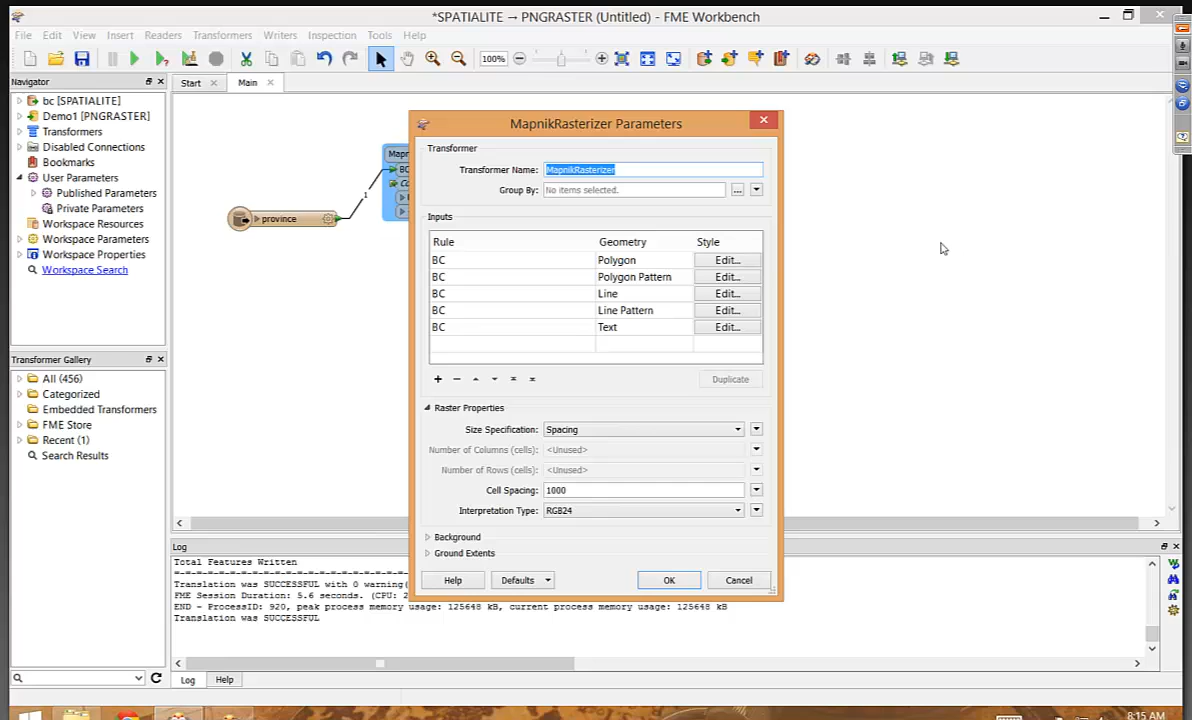 *SPATIALITE → PNGRASTER (Untitled) - FME Workbench
File Edit View Insert Readers Transformers Writers Inspection Tools Help
100%
Navigator
Start Main
bc [SPATIALITE]
Demo1 [PNGRASTER]
Transformers
Disabled Connections
Bookmarks
User Parameters
Published Parameters
Private Parameters
Workspace Resources
Workspace Parameters
Workspace Properties
Workspace Search
province
1
Mapn
BC
MapnikRasterizer Parameters
Transformer
Transformer Name: MapnikRasterizer
Group By: No items selected. ...
Inputs
Rule Geometry Style
BC Polygon Edit...
BC Polygon Pattern Edit...
BC Line Edit...
BC Line Pattern Edit...
BC Text Edit...
Duplicate
Raster Properties
Size Specification: Spacing
Number of Columns (cells): <Unused>
Number of Rows (cells): <Unused>
Cell Spacing: 1000
Interpretation Type: RGB24
Background
Ground Extents
Help Defaults OK Cancel
Transformer Gallery
All (456)
Categorized
Embedded Transformers
FME Store
Recent (1)
Search Results
Log
Total Features Written
Translation was SUCCESSFUL with 0 warning(
FME Session Duration: 5.6 seconds. (CPU: 2
END - ProcessID: 920, peak process memory usage: 125648 kB, current process memory usage: 125648 kB
Translation was SUCCESSFUL
Log Help
8:15 AM